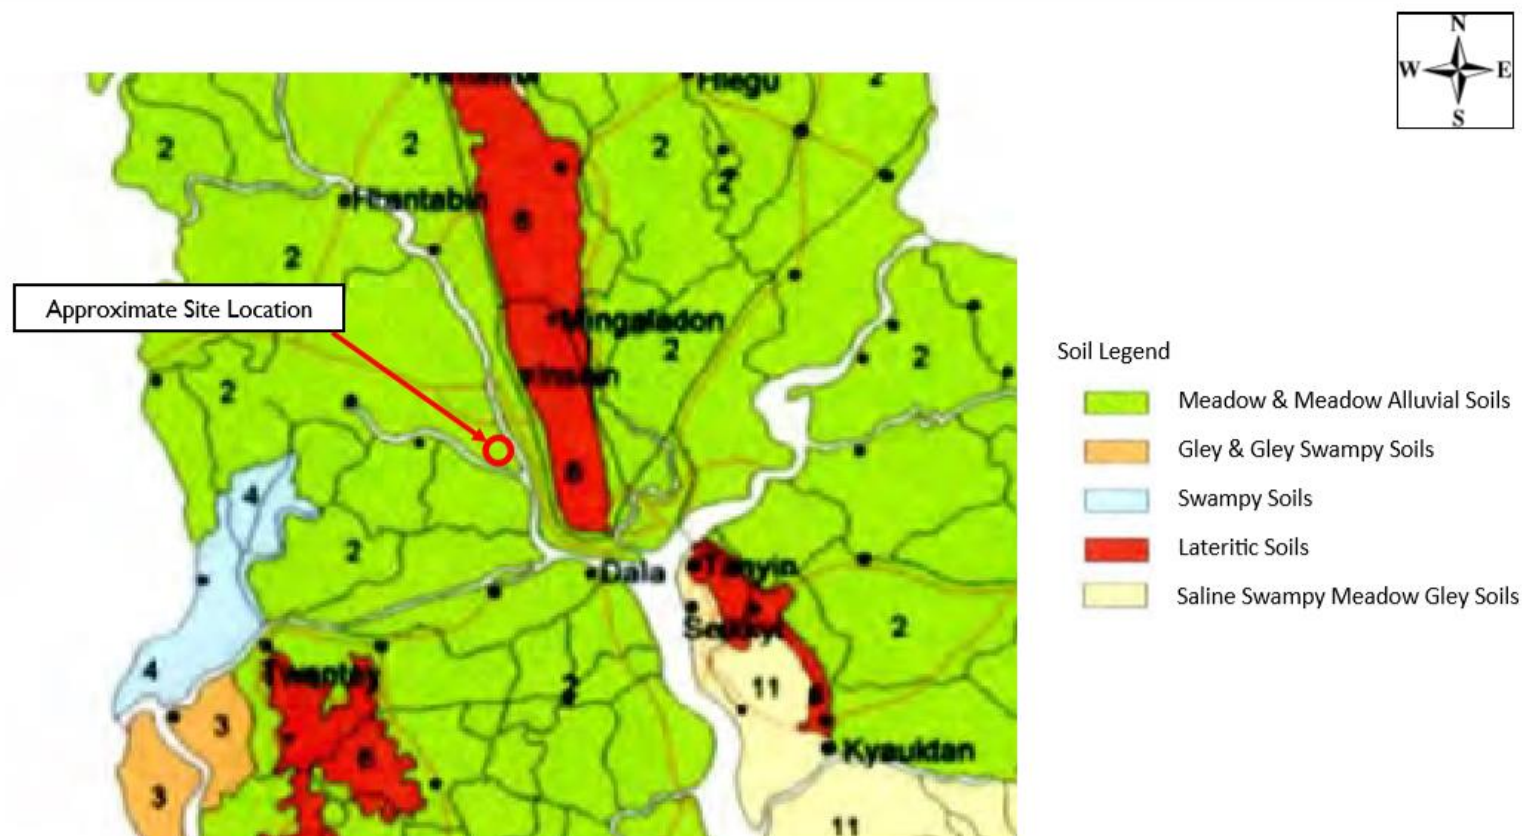 N
W E
S
Hlegu
2
2
2
2
2
Htantabin
6
2
Approximate Site Location
Mingaladon
2
2
Insein
2
Soil Legend
Meadow & Meadow Alluvial Soils
Gley & Gley Swampy Soils
Swampy Soils
Lateritic Soils
Saline Swampy Meadow Gley Soils
6
4
2
Dala
Tanyin
2
4
Twantay
2
11
3
6
Kyauktan
3
11